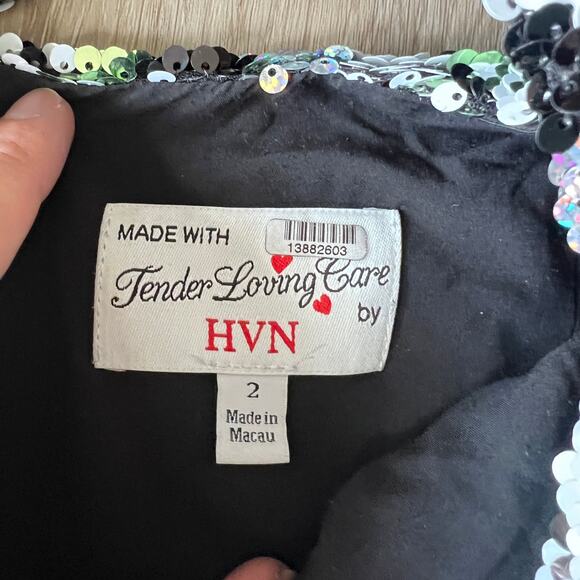 MADE WITH
13882603
Tender Loving Care
by
HVN
2
Made in
Macau